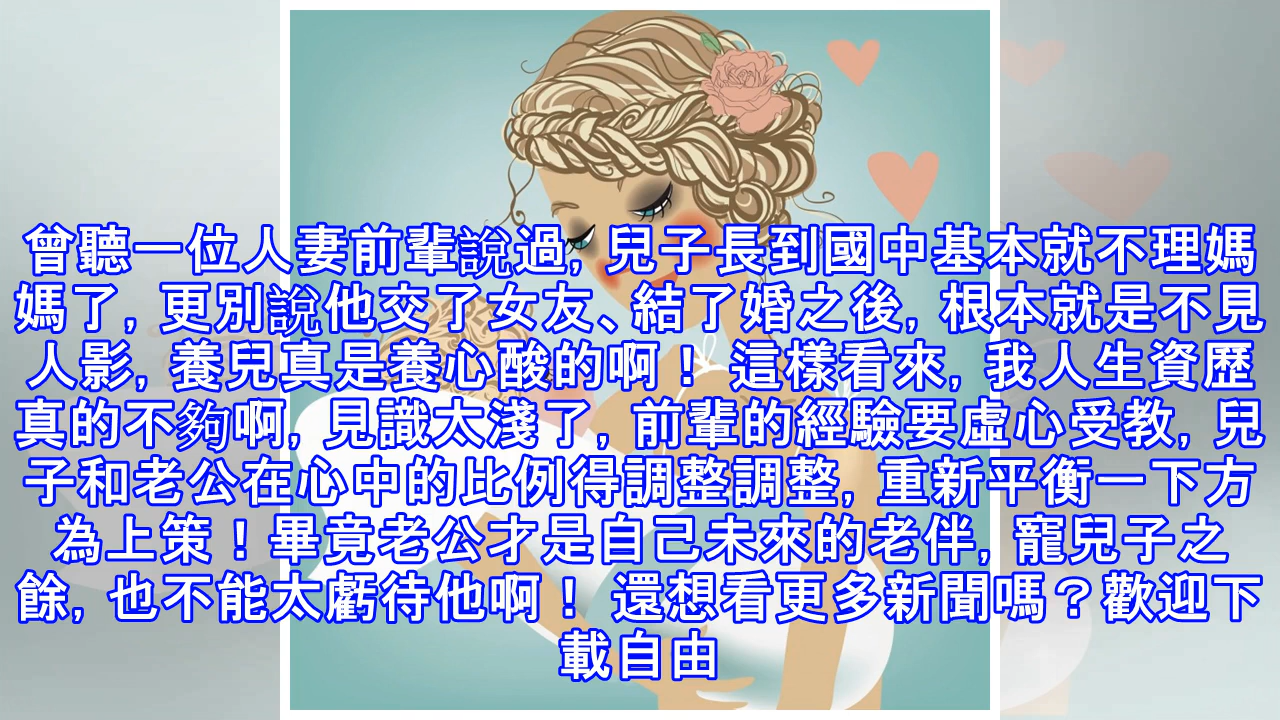 曾聽一位人妻前輩說過, 兒子長到國中基本就不理媽
媽了, 更別說他交了女友、結了婚之後, 根本就是不見
人影, 養兒真是養心酸的啊！ 這樣看來, 我人生資歷
真的不夠啊, 見識太淺了, 前輩的經驗要虛心受教, 兒
子和老公在心中的比例得調整調整, 重新平衡一下方
為上策！畢竟老公才是自己未來的老伴, 寵兒子之
餘, 也不能太虧待他啊！ 還想看更多新聞嗎？歡迎下
載自由